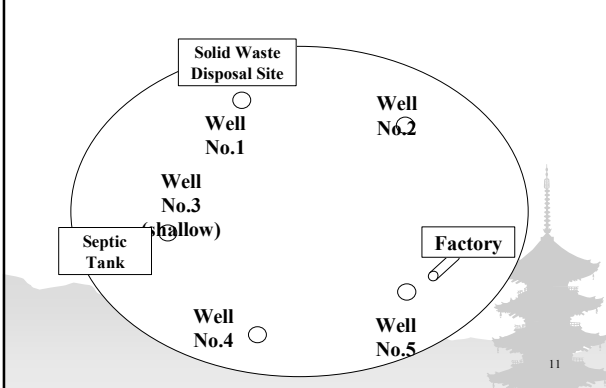 Solid Waste
Disposal Site
Well
No.1
Well
No.2
Well
No.3
(shallow)
Septic
Tank
Factory
Well
No.4
Well
No.5
11